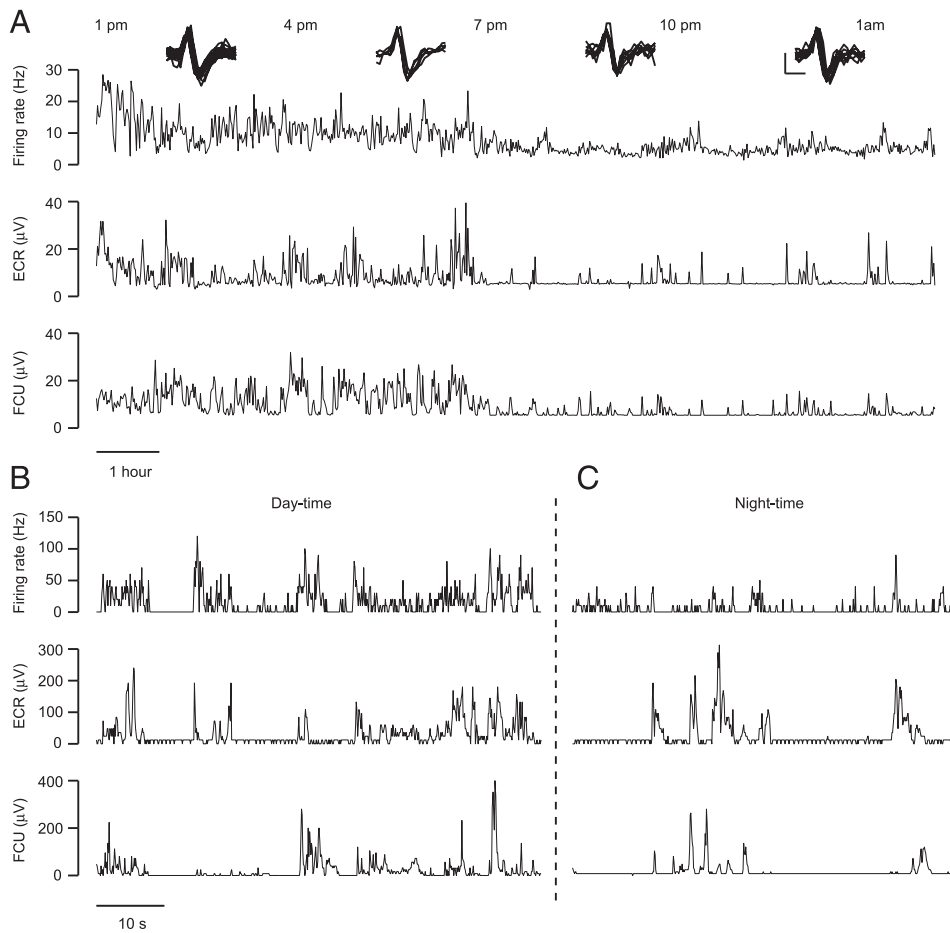 A
1 pm 4 pm 7 pm 10 pm 1am
Firing rate (Hz)
30
20
10
0
ECR (µV)
40
20
0
FCU (µV)
40
20
0
1 hour
B
C
Day-time
Night-time
Firing rate (Hz)
150
100
50
0
ECR (µV)
300
200
100
0
FCU (µV)
400
200
0
10 s